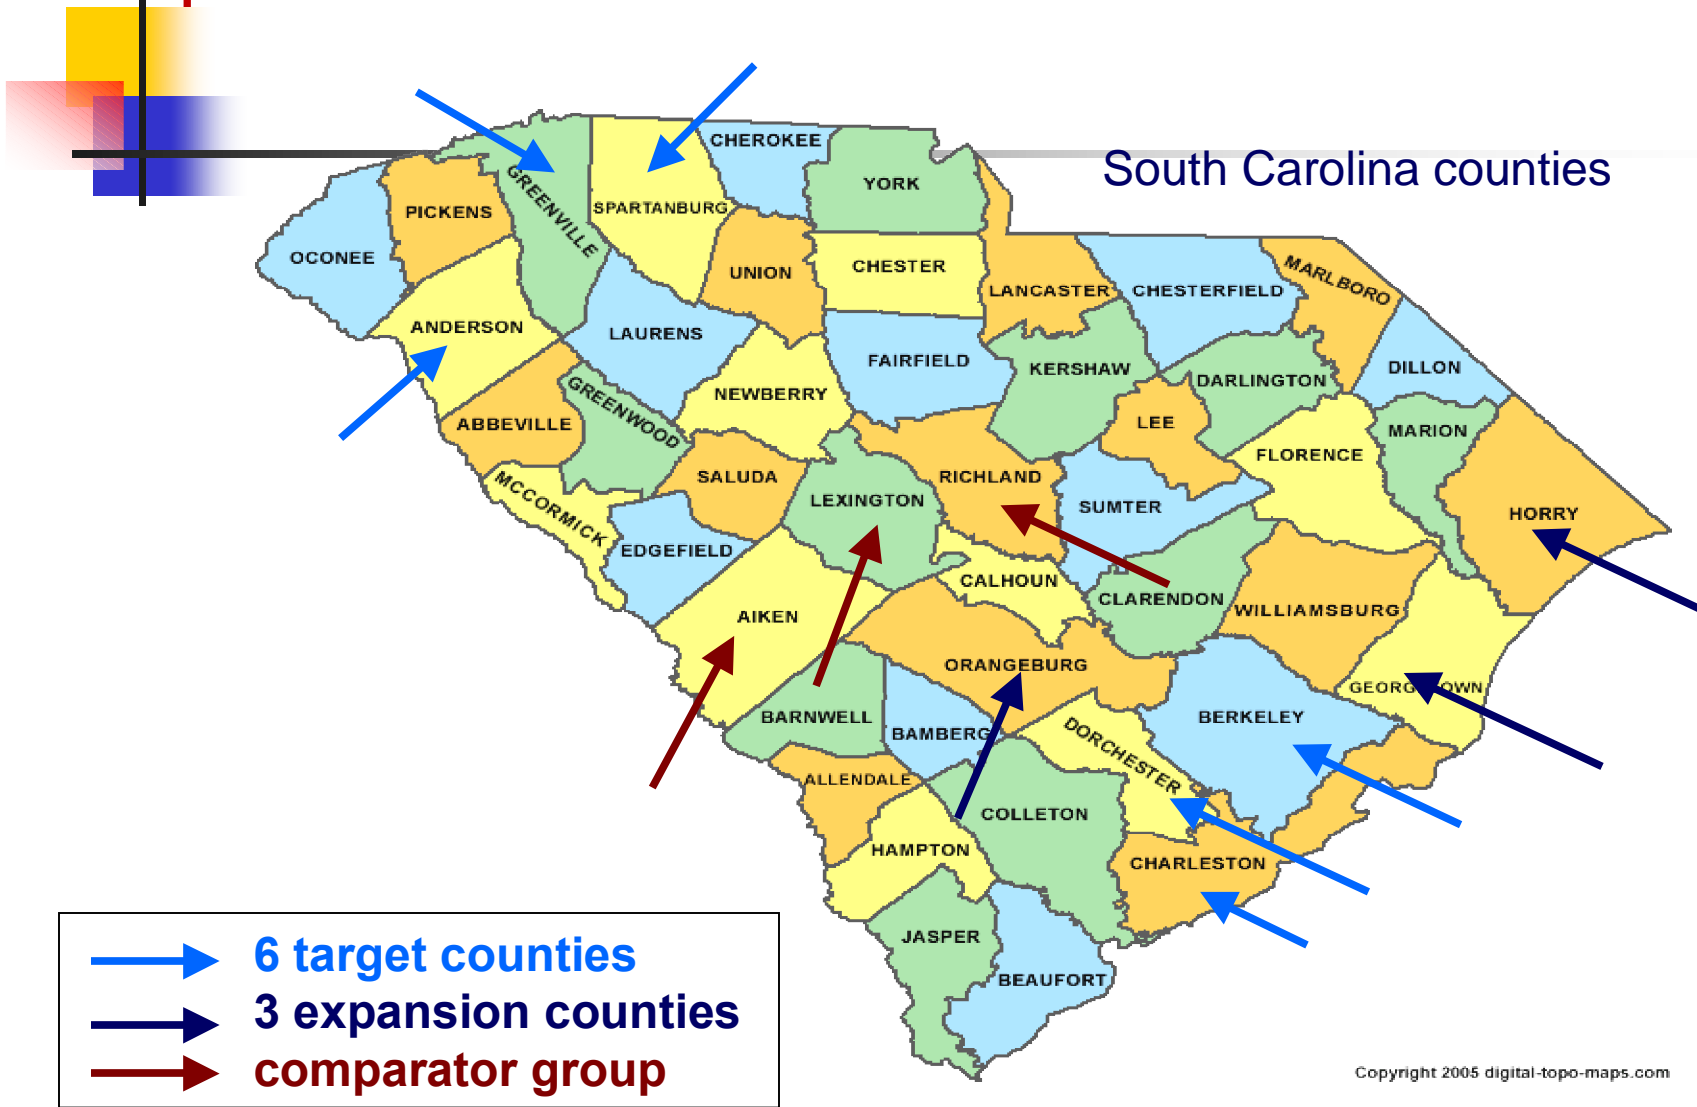 South Carolina counties
CHEROKEE
YORK
GREENVILLE
SPARTANBURG
PICKENS
OCONEE
UNION
CHESTER
LANCASTER
CHESTERFIELD
MARLBORO
ANDERSON
LAURENS
FAIRFIELD
KERSHAW
DARLINGTON
DILLON
NEWBERRY
GREENWOOD
ABBEVILLE
LEE
MARION
FLORENCE
SALUDA
RICHLAND
LEXINGTON
SUMTER
HORRY
MCCORMICK
EDGEFIELD
CALHOUN
CLARENDON
WILLIAMSBURG
AIKEN
ORANGEBURG
GEORGETOWN
BARNWELL
BAMBERG
BERKELEY
DORCHESTER
ALLENDALE
COLLETON
HAMPTON
CHARLESTON
JASPER
BEAUFORT
6 target counties
3 expansion counties
comparator group
Copyright 2005 digital-topo-maps.com